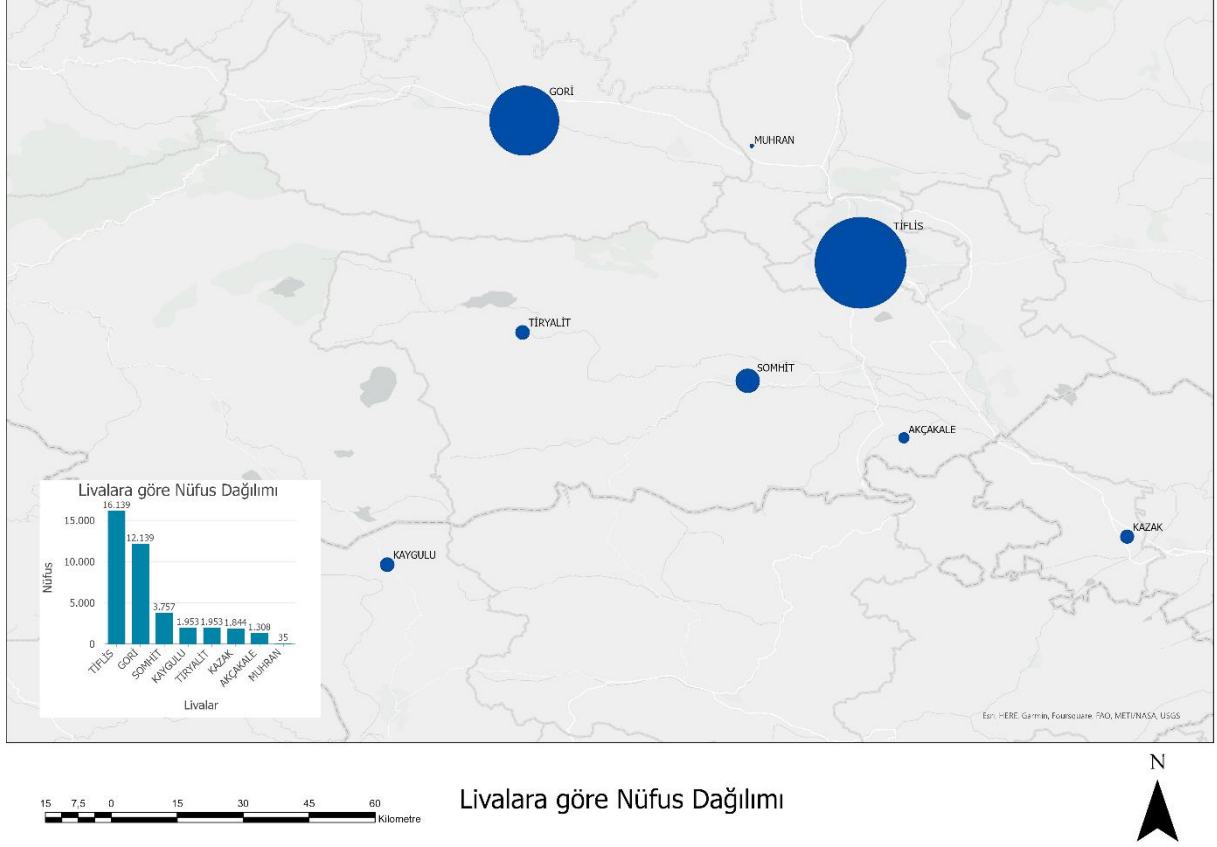 GORİ
MUHRAN
TİFLİS
TİRYALİT
SOMHİT
AKÇAKALE
KAZAK
KAYGULU
Livalara göre Nüfus Dağılımı
16.139
15.000
12.139
10.000
Nüfus
5.000
3.757
1.953 1.953 1.844 1.308 35
0
TİFLİS GORİ SOMHİT KAYGULU TİRYALİT KAZAK AKÇAKALE MUHRAN
Livalar
Esri, HERE, Garmin, Foursquare, FAO, METI/NASA, USGS
N
15 7,5 0 15 30 45 60
Kilometre
Livalara göre Nüfus Dağılımı